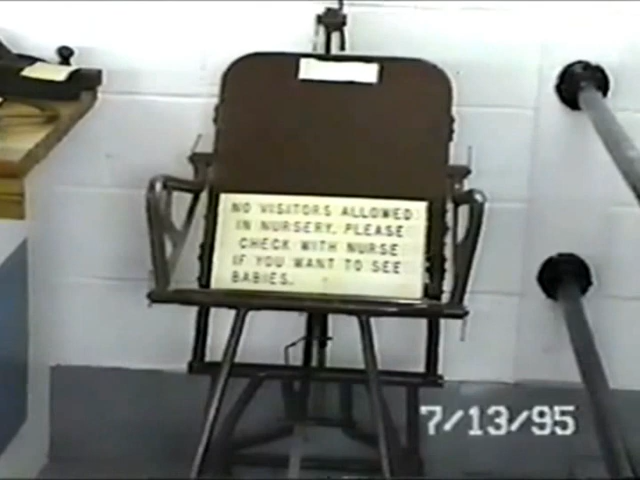 NO VISITORS ALLOWED
IN NURSERY. PLEASE
CHECK WITH NURSE
IF YOU WANT TO SEE
BABIES.
7/13/95